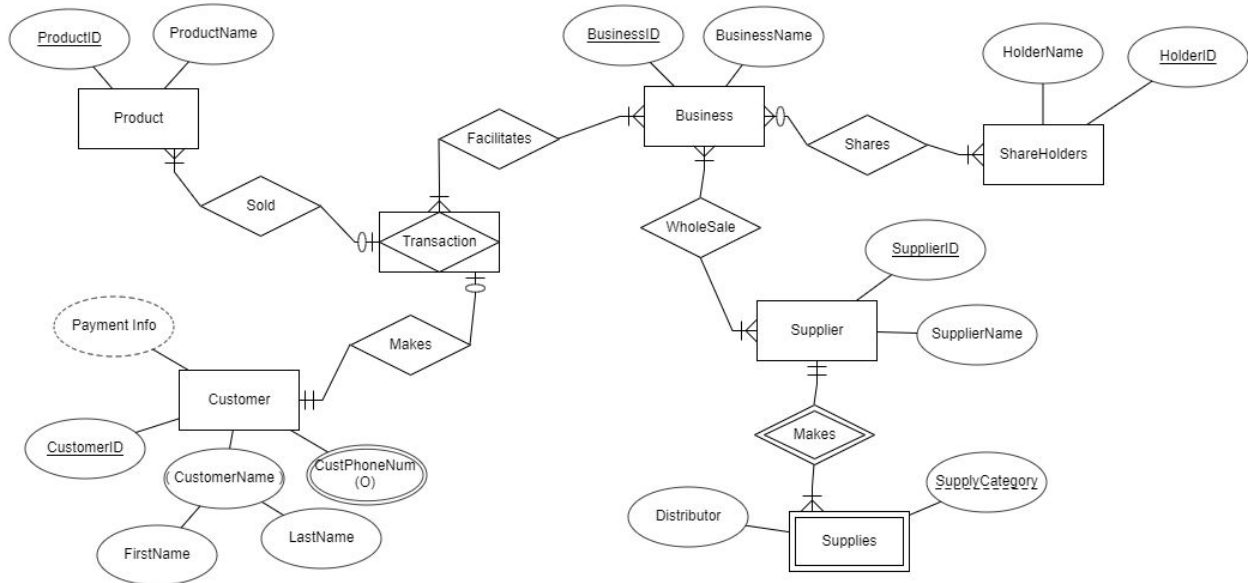 ProductID
ProductName
BusinessID
BusinessName
HolderName
HolderID
Product
Business
Facilitates
Shares
ShareHolders
Sold
Transaction
WholeSale
SupplierID
Payment Info
Makes
Supplier
SupplierName
Customer
CustomerID
( CustomerName )
CustPhoneNum
(O)
Makes
SupplyCategory
Distributor
LastName
FirstName
Supplies